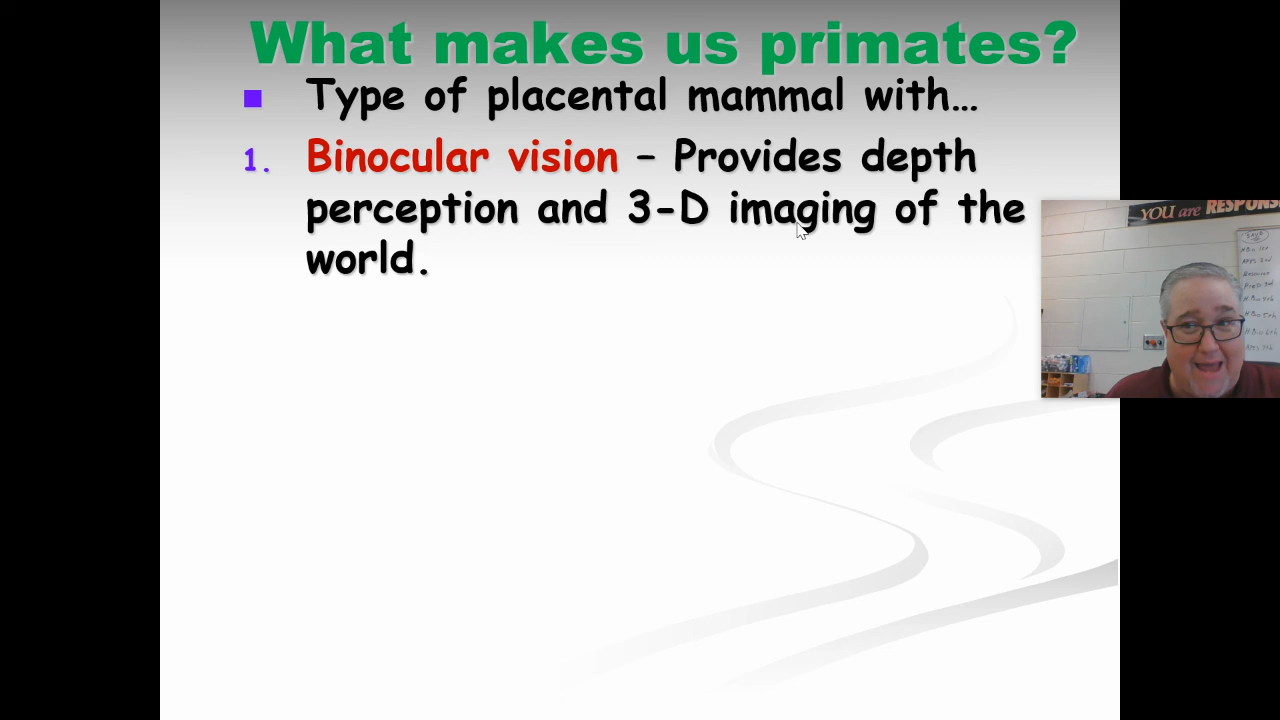 What makes us primates?
Type of placental mammal with…
1. Binocular vision – Provides depth
perception and 3-D imaging of the
world.
YOU are RESPONS